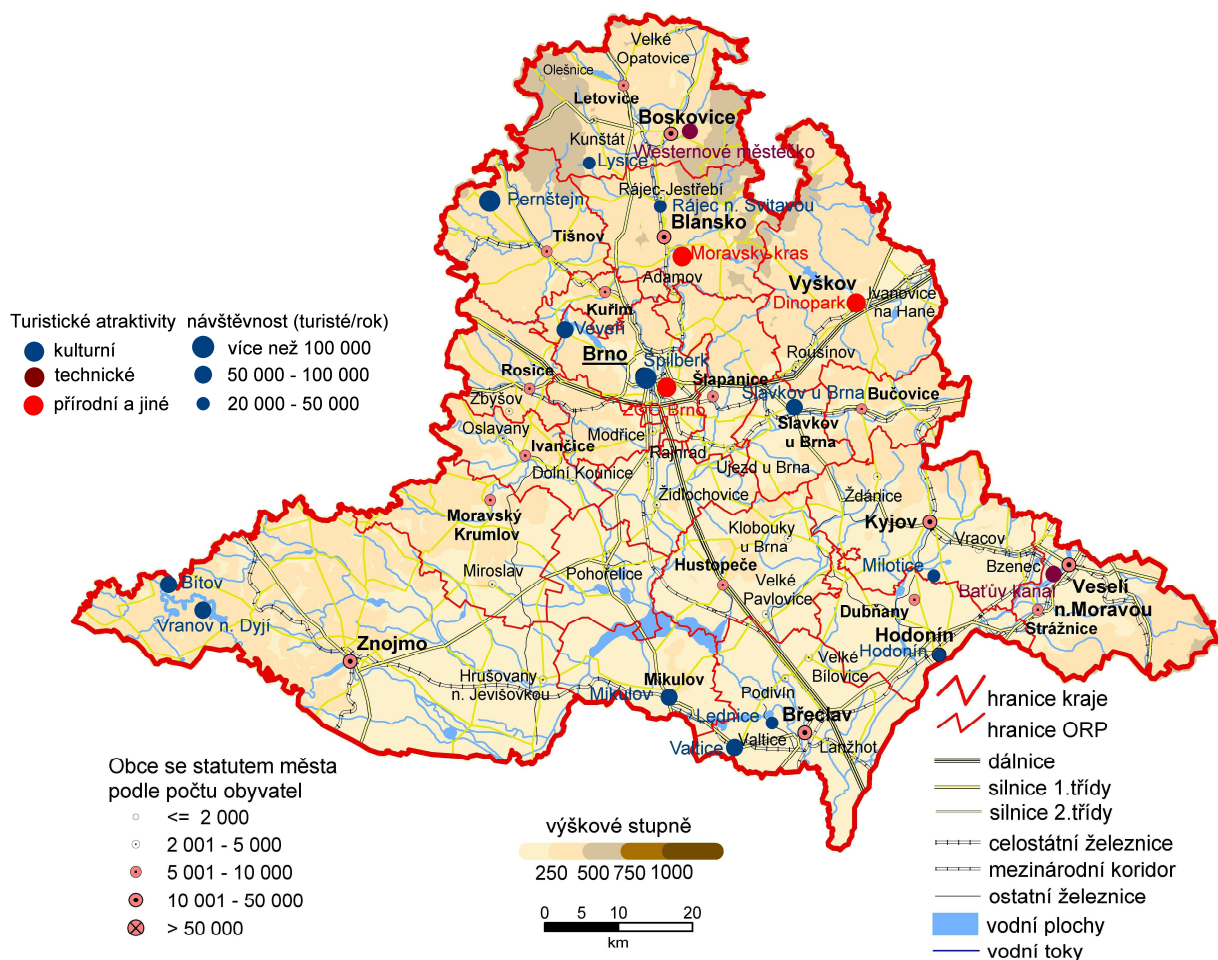 Velké
Opatovice
Olešnice
Letovice
Boskovice
Kunštát
Westernové městečko
Lysice
Rájec-Jestřebí
Pernštejn
Rájec n. Svitavou
Blansko
Tišnov
Moravský kras
Adamov
Vyškov
Ivanovice
na Hané
Dinopark
Kuřim
Veveří
Brno
Špilberk
Rousínov
Rosice
Šlapanice
Slavkov u Brna
Bučovice
Zbýšov
ZOO Brno
Slavkov
u Brna
Oslavany
Modřice
Ivančice
Rajhrad
Dolní Kounice
Újezd u Brna
Židlochovice
Ždánice
Moravský
Krumlov
Klobouky
u Brna
Kyjov
Vracov
Bzenec
Miroslav
Pohořelice
Hustopeče
Velké
Pavlovice
Milotice
Baťův kanál
Veselí
n.Moravou
Dubňany
Strážnice
Bítov
Vranov n. Dyjí
Znojmo
Hodonín
Hodonín
Hrušovany
n. Jevišovkou
Mikulov
Mikulov
Velké
Bílovice
Podivín
Lednice
Břeclav
Valtice
Valtice
Lanžhot
Turistické atraktivity
kulturní
technické
přírodní a jiné
návštěvnost (turisté/rok)
více než 100 000
50 000 - 100 000
20 000 - 50 000
Obce se statutem města
podle počtu obyvatel
<= 2 000
2 001 - 5 000
5 001 - 10 000
10 001 - 50 000
> 50 000
výškové stupně
250 500 750 1000
0 5 10 20
km
hranice kraje
hranice ORP
dálnice
silnice 1.třídy
silnice 2.třídy
celostátní železnice
mezinárodní koridor
ostatní železnice
vodní plochy
vodní toky